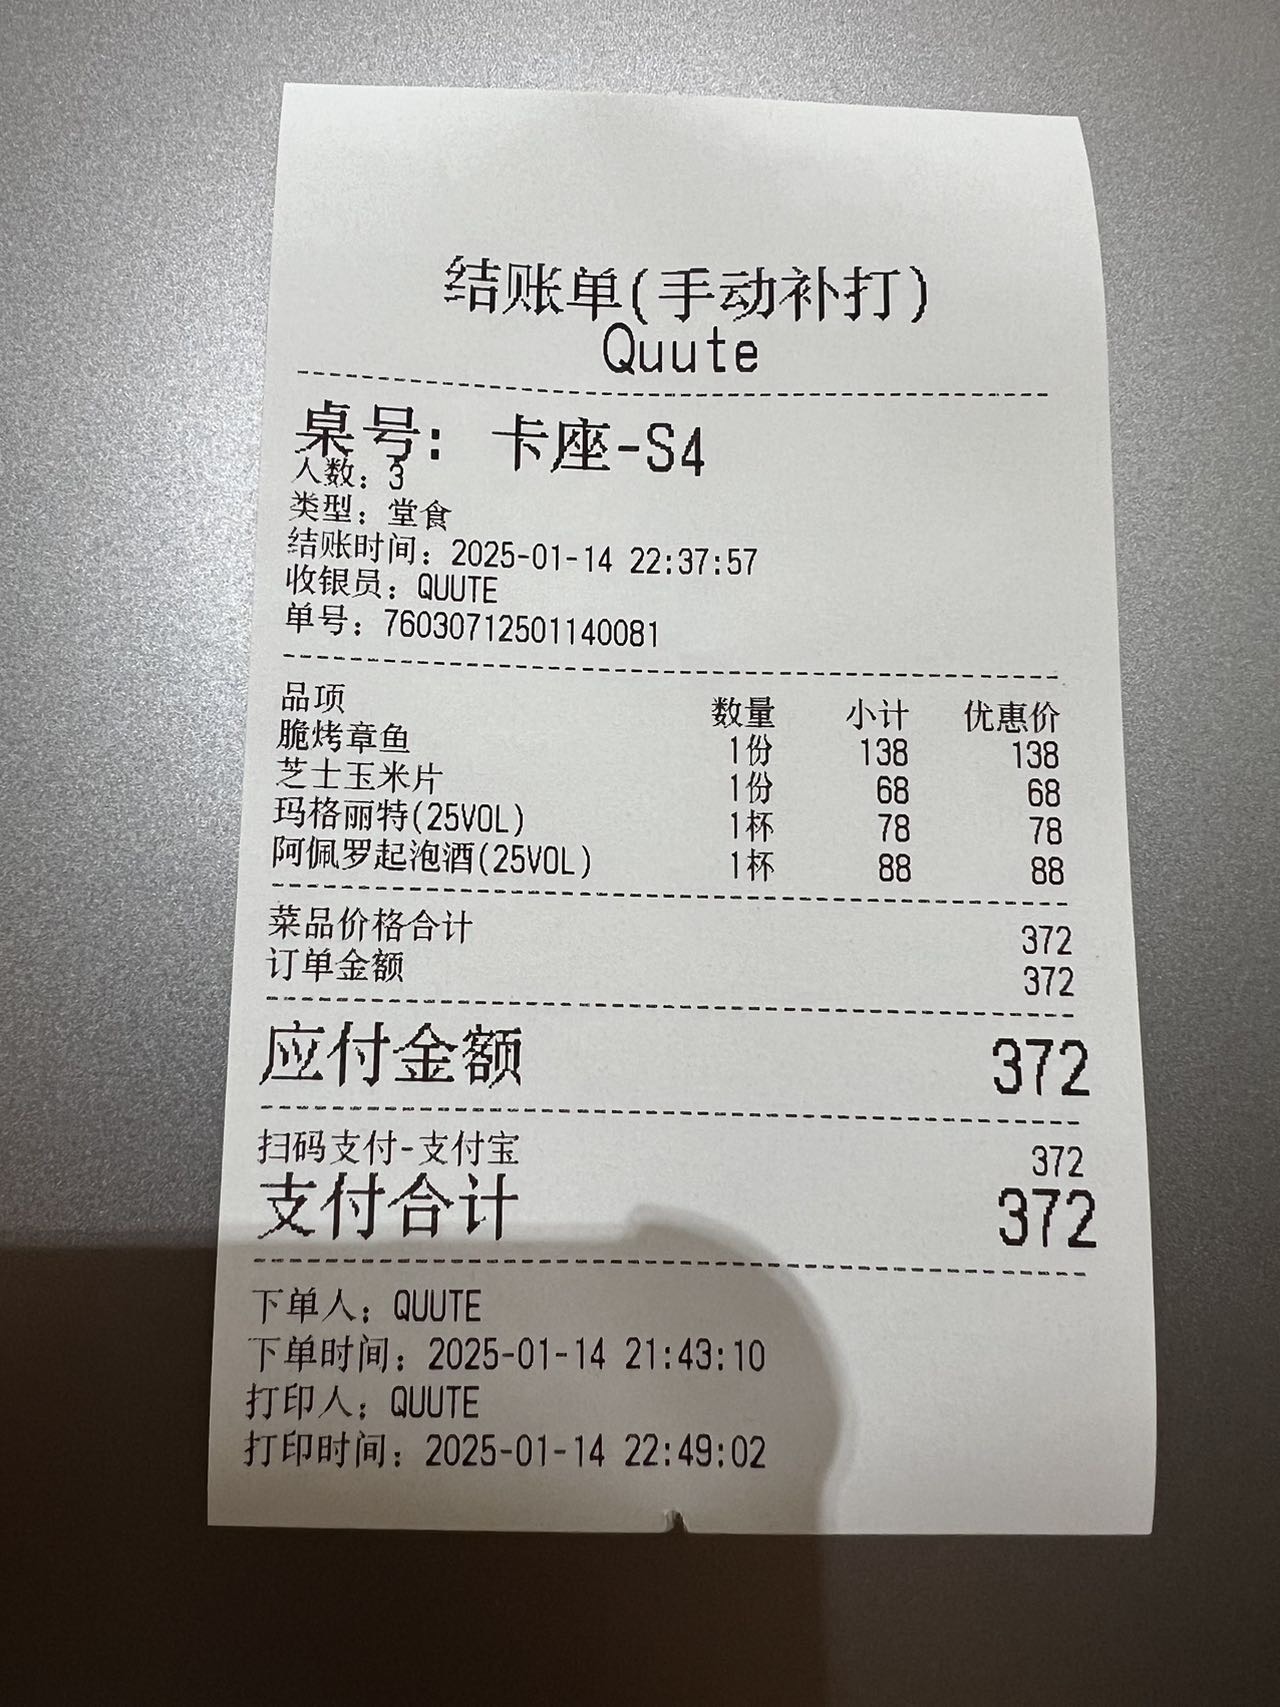 结账单(手动补打)
Quute
桌号: 卡座-S4
人数: 3
类型: 堂食
结账时间: 2025-01-14 22:37:57
收银员: QUUTE
单号: 76030712501140081
品项 数量 小计 优惠价
脆烤章鱼 1份 138 138
芝士玉米片 1份 68 68
玛格丽特(25VOL) 1杯 78 78
阿佩罗起泡酒(25VOL) 1杯 88 88
菜品价格合计 372
订单金额 372
应付金额 372
扫码支付-支付宝 372
支付合计 372
下单人: QUUTE
下单时间: 2025-01-14 21:43:10
打印人: QUUTE
打印时间: 2025-01-14 22:49:02